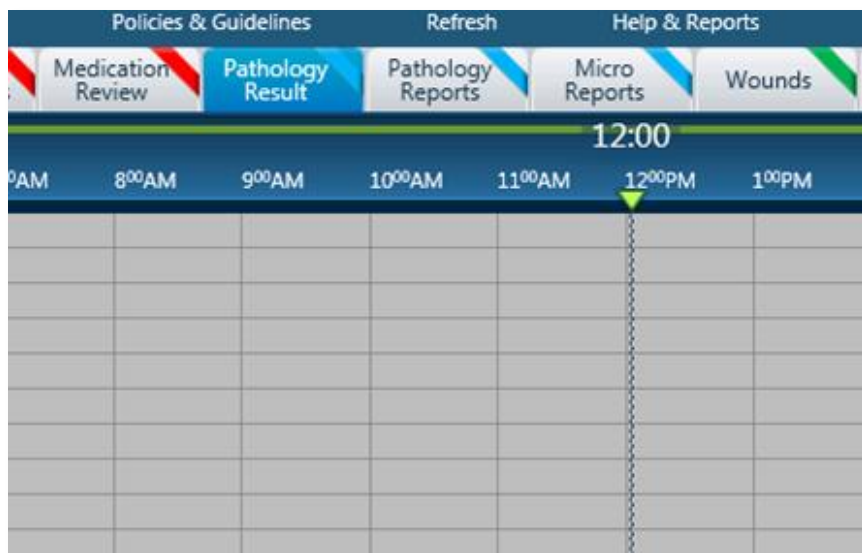 Policies & Guidelines Refresh Help & Reports
Medication Review
Pathology Result
Pathology Reports
Micro Reports
Wounds
12:00
AM 8⁰⁰AM 9⁰⁰AM 10⁰⁰AM 11⁰⁰AM 12⁰⁰PM 1⁰⁰PM